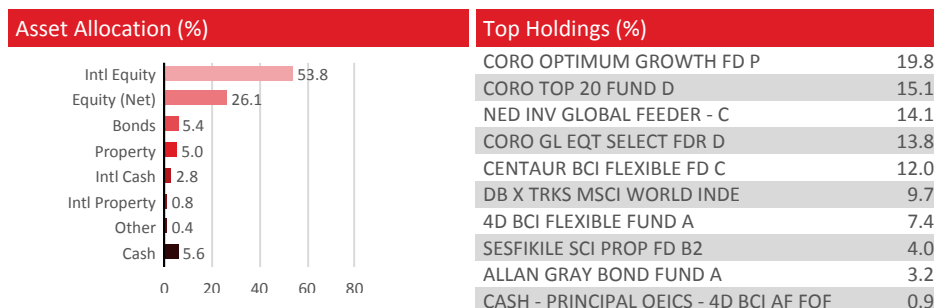 Asset Allocation (%)
Intl Equity 53.8
Equity (Net) 26.1
Bonds 5.4
Property 5.0
Intl Cash 2.8
Intl Property 0.8
Other 0.4
Cash 5.6
0 20 40 60 80
Top Holdings (%)
CORO OPTIMUM GROWTH FD P 19.8
CORO TOP 20 FUND D 15.1
NED INV GLOBAL FEEDER - C 14.1
CORO GL EQT SELECT FDR D 13.8
CENTAUR BCI FLEXIBLE FD C 12.0
DB X TRKS MSCI WORLD INDE 9.7
4D BCI FLEXIBLE FUND A 7.4
SESFIKILE SCI PROP FD B2 4.0
ALLAN GRAY BOND FUND A 3.2
CASH - PRINCIPAL OEICS - 4D BCI AF FOF 0.9